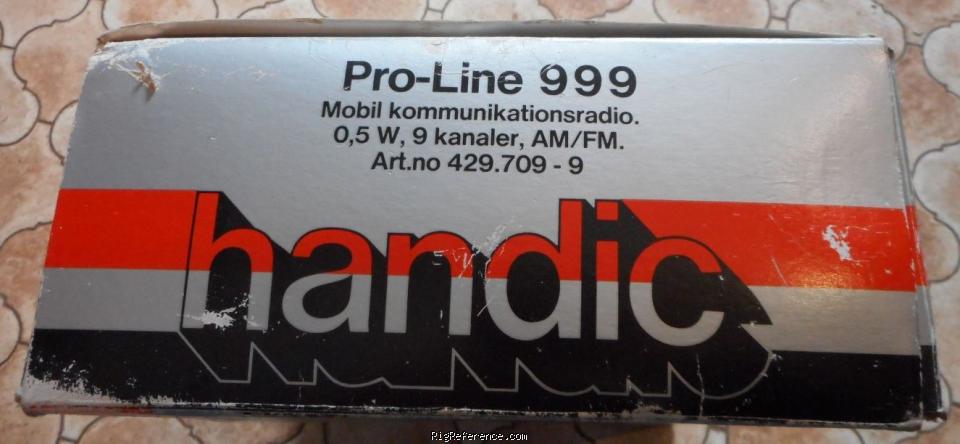 Pro-Line 999
Mobil kommunikationsradio.
0,5 W, 9 kanaler, AM/FM.
Art.no 429.709 - 9
handic
RigReference.com